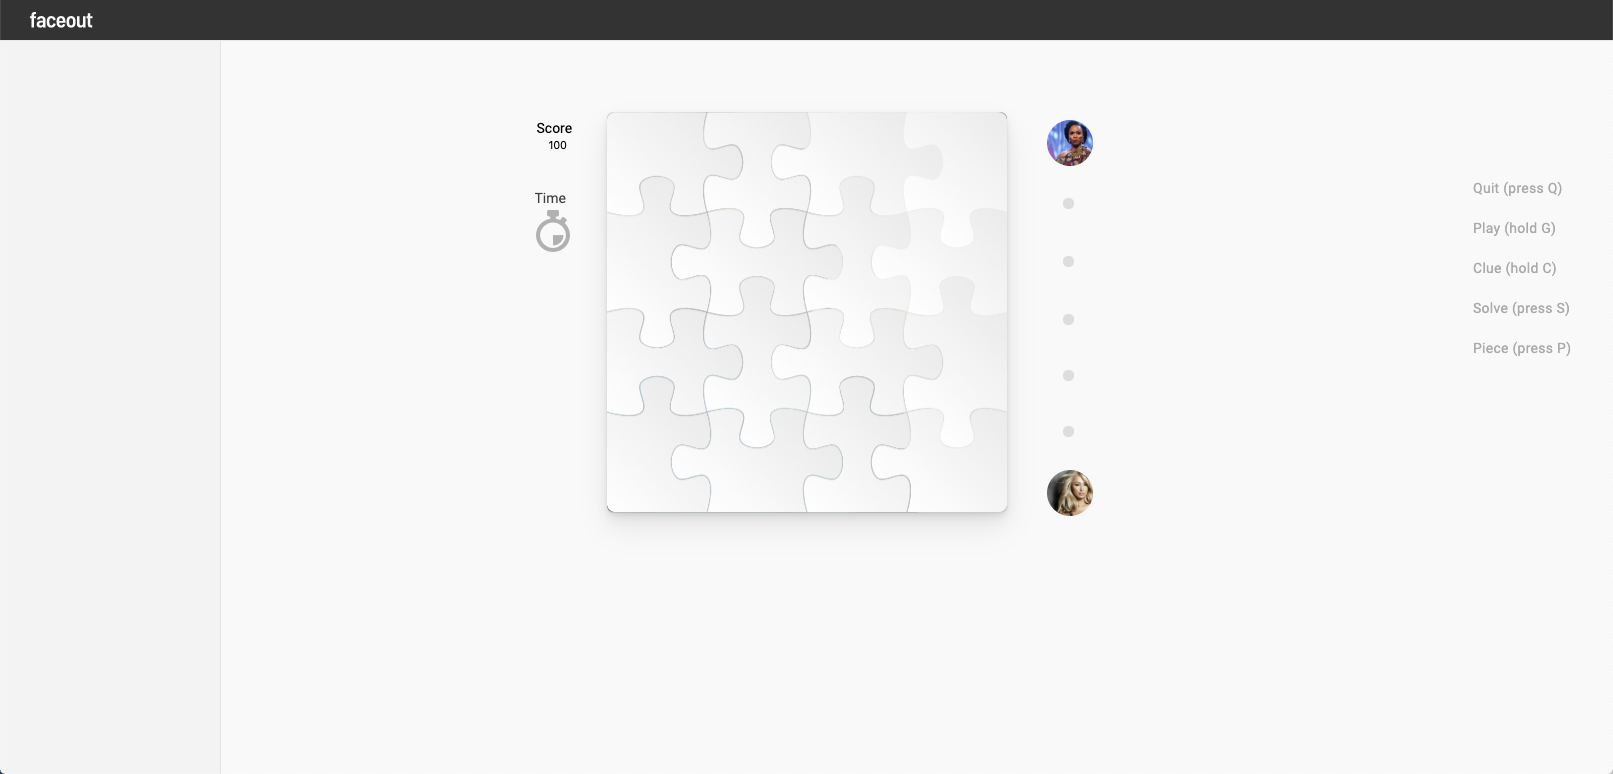 faceout
Score
100
Time
Quit (press Q)
Play (hold G)
Clue (hold C)
Solve (press S)
Piece (press P)